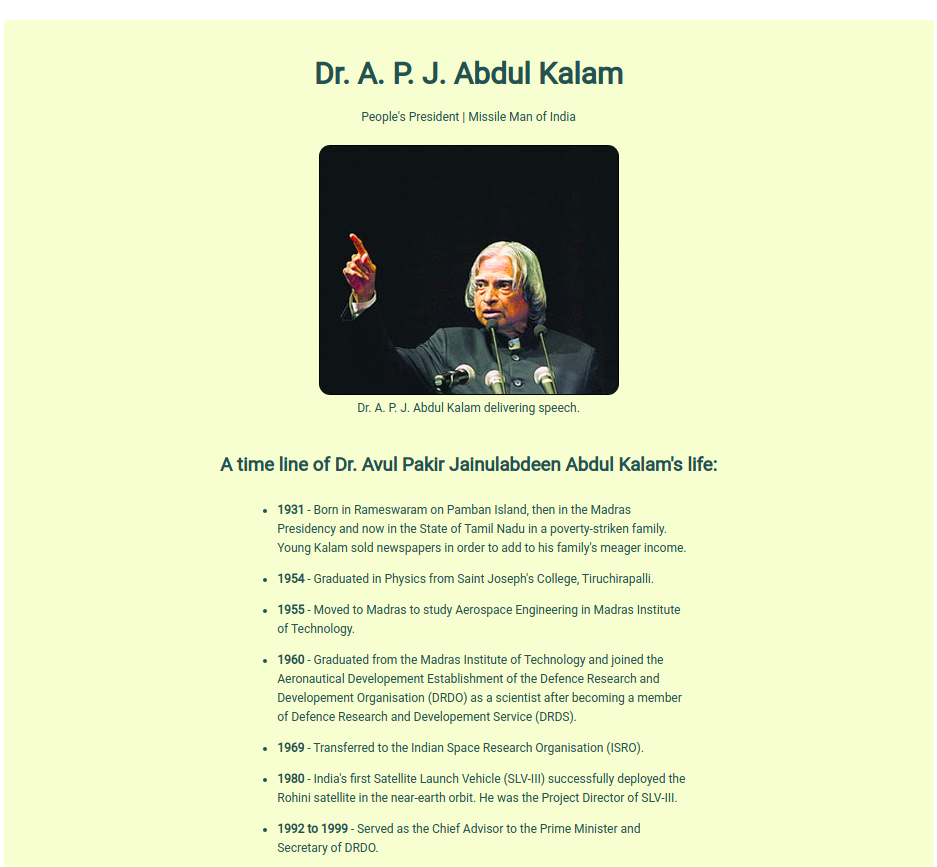 Dr. A. P. J. Abdul Kalam
People's President | Missile Man of India
Dr. A. P. J. Abdul Kalam delivering speech.
A time line of Dr. Avul Pakir Jainulabdeen Abdul Kalam's life:
• 1931 - Born in Rameswaram on Pamban Island, then in the Madras
Presidency and now in the State of Tamil Nadu in a poverty-striken family.
Young Kalam sold newspapers in order to add to his family's meager income.
• 1954 - Graduated in Physics from Saint Joseph's College, Tiruchirapalli.
• 1955 - Moved to Madras to study Aerospace Engineering in Madras Institute
of Technology.
• 1960 - Graduated from the Madras Institute of Technology and joined the
Aeronautical Developement Establishment of the Defence Research and
Developement Organisation (DRDO) as a scientist after becoming a member
of Defence Research and Developement Service (DRDS).
• 1969 - Transferred to the Indian Space Research Organisation (ISRO).
• 1980 - India's first Satellite Launch Vehicle (SLV-III) successfully deployed the
Rohini satellite in the near-earth orbit. He was the Project Director of SLV-III.
• 1992 to 1999 - Served as the Chief Advisor to the Prime Minister and
Secretary of DRDO.